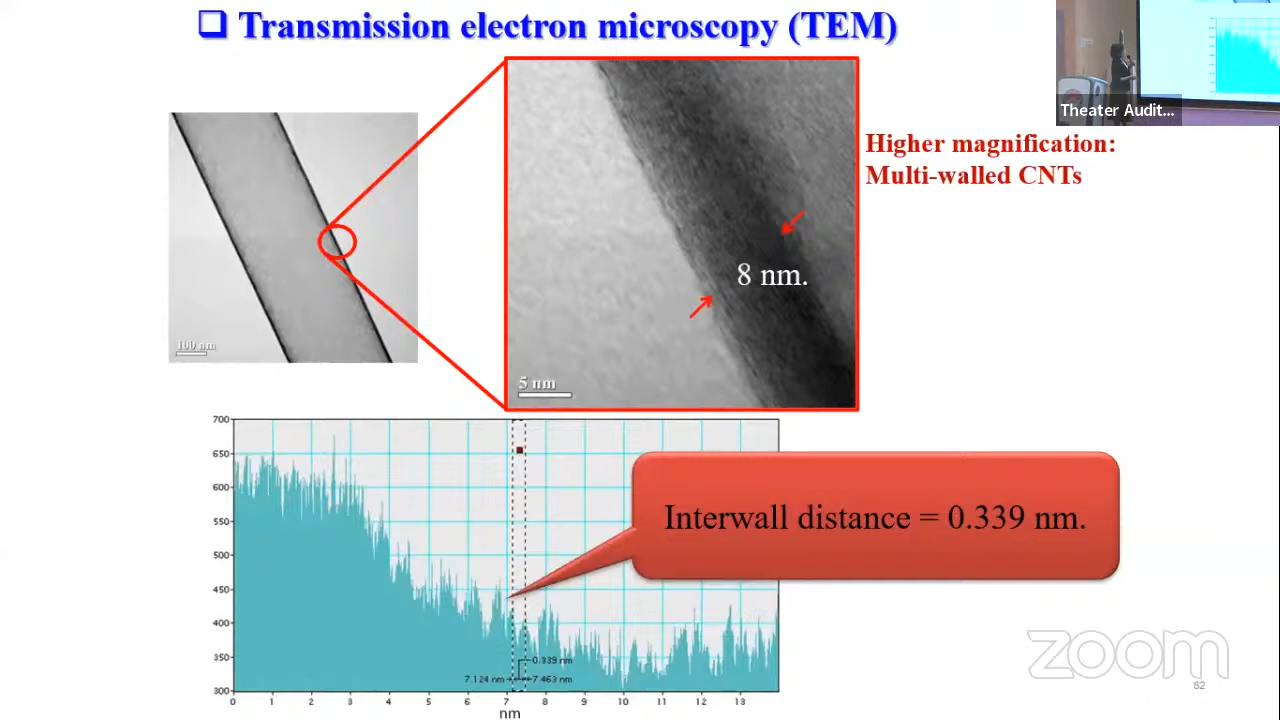 Transmission electron microscopy (TEM)
Theater Audit...
Higher magnification:
Multi-walled CNTs
8 nm.
100 nm
5 nm
700
650
600
550
500
450
400
350
300
Interwall distance = 0.339 nm.
0.339 nm
7.124 nm
7.463 nm
0 1 2 3 4 5 6 7 8 9 10 11 12 13
nm
zoom
62